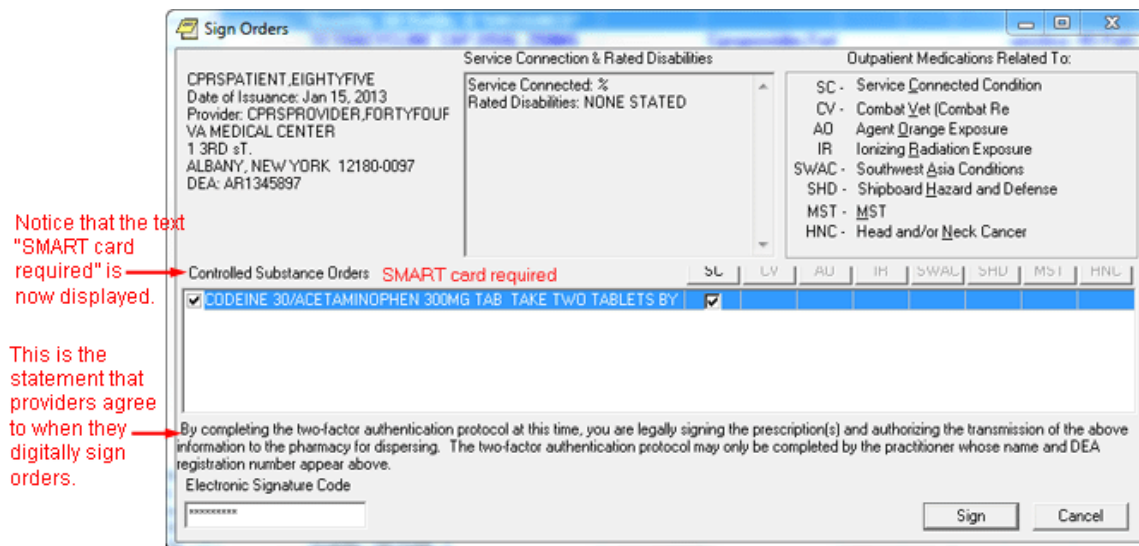 Sign Orders
CPRSPATIENT,EIGHTYFIVE
Date of Issuance: Jan 15, 2013
Provider: CPRSPROVIDER,FORTYFOUF
VA MEDICAL CENTER
1 3RD sT.
ALBANY, NEW YORK 12180-0097
DEA: AR1345897
Service Connection & Rated Disabilities
Service Connected: %
Rated Disabilities: NONE STATED
Outpatient Medications Related To:
SC - Service Connected Condition
CV - Combat Vet (Combat Re
AO Agent Orange Exposure
IR Ionizing Radiation Exposure
SWAC - Southwest Asia Conditions
SHD - Shipboard Hazard and Defense
MST - MST
HNC - Head and/or Neck Cancer
Notice that the text
"SMART card
required" is
now displayed.
Controlled Substance Orders SMART card required
SC CV AO IR SWAC SHD MST HNC
CODEINE 30/ACETAMINOPHEN 300MG TAB TAKE TWO TABLETS BY
This is the
statement that
providers agree
to when they
digitally sign
orders.
By completing the two-factor authentication protocol at this time, you are legally signing the prescription(s) and authorizing the transmission of the above
information to the pharmacy for dispersing. The two-factor authentication protocol may only be completed by the practitioner whose name and DEA
registration number appear above.
Electronic Signature Code
*********
Sign Cancel